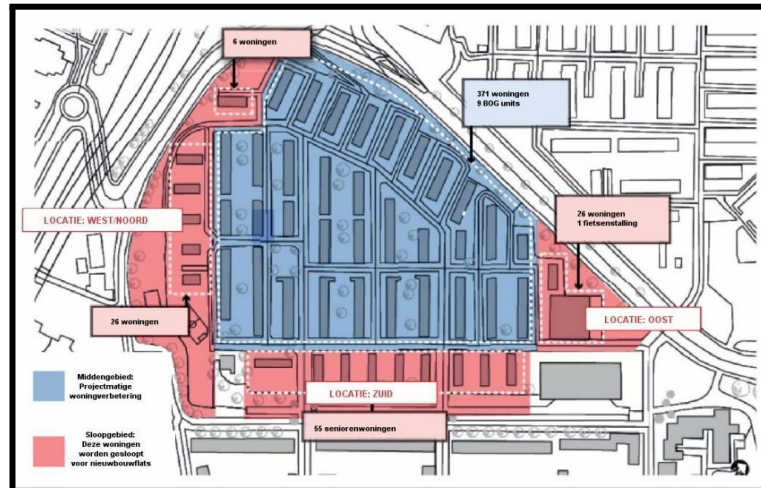 6 woningen
371 woningen
9 BOG units
LOCATIE: WEST/NOORD
26 woningen
1 fietsenstalling
26 woningen
LOCATIE: OOST
Middengebied:
Projectmatige
woningverbetering
LOCATIE: ZUID
55 seniorenwoningen
Sloopgebied:
Deze woningen
worden gesloopt
voor nieuwbouwflats